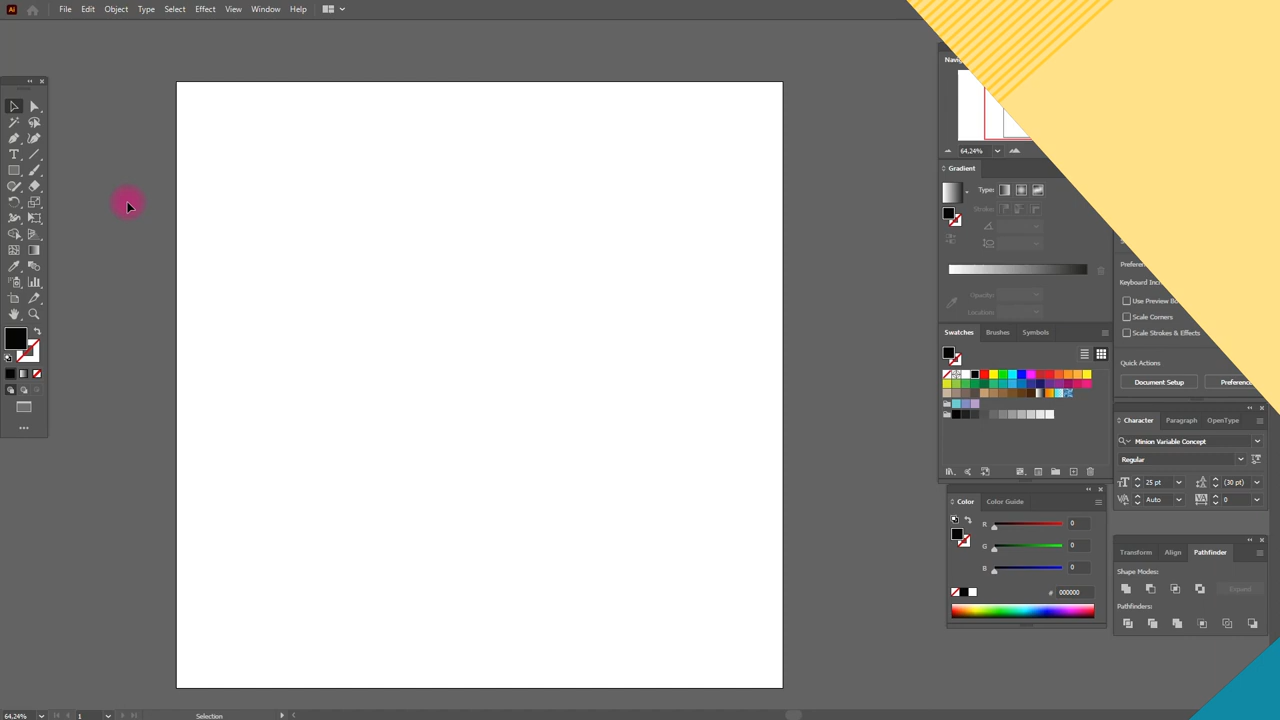 Ai File Edit Object Type Select Effect View Window Help
64,24%
Gradient
Type:
Stroke:
Opacity:
Location:
Swatches Brushes Symbols
Use Preview
Scale Corners
Scale Strokes & Effects
Quick Actions
Document Setup
Character Paragraph OpenType
Minion Variable Concept
Regular
25 pt (30 pt)
Auto 0
Color Color Guide
R 0
G 0
B 0
# 000000
Transform Align Pathfinder
Shape Modes:
Expand
Pathfinders:
64,24% 1 Selection